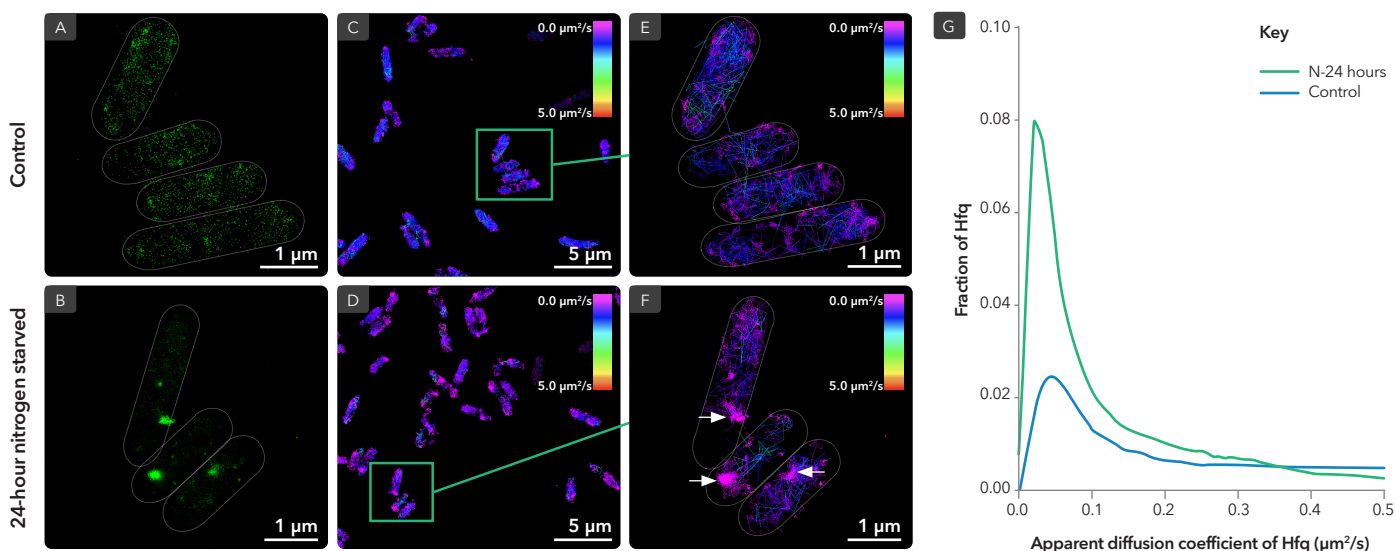 Control
24-hour nitrogen starved
A
1 µm
C
0.0 µm²/s
5.0 µm²/s
5 µm
E
0.0 µm²/s
5.0 µm²/s
1 µm
B
1 µm
D
0.0 µm²/s
5.0 µm²/s
5 µm
F
0.0 µm²/s
5.0 µm²/s
1 µm
G
Key
N-24 hours
Control
Fraction of Hfq
0.10
0.08
0.06
0.04
0.02
0.00
0.0 0.1 0.2 0.3 0.4 0.5
Apparent diffusion coefficient of Hfq (µm²/s)